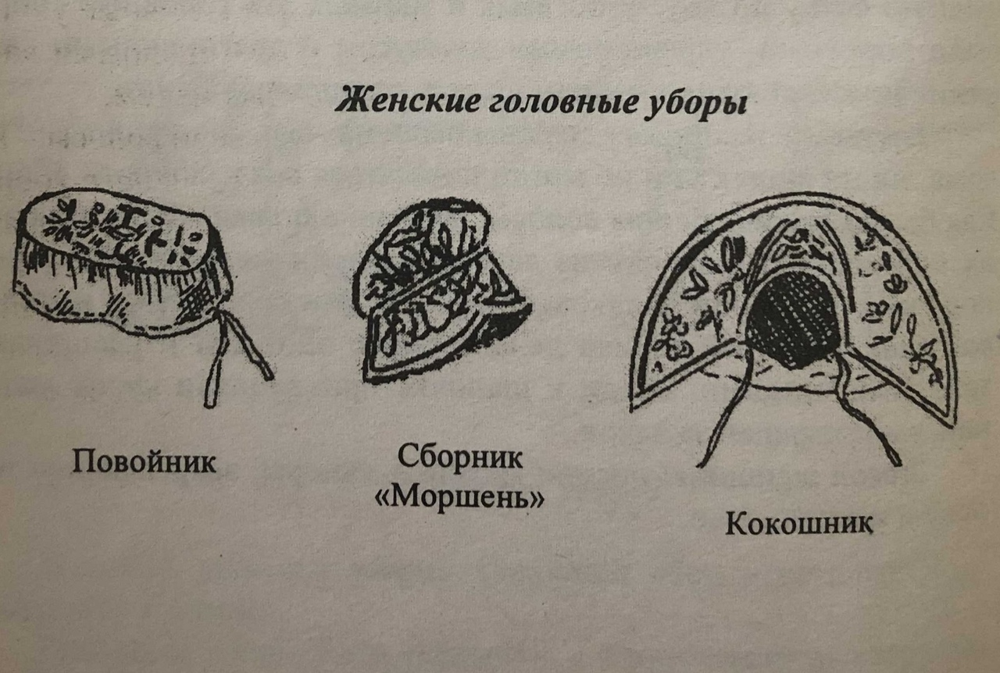 Женские головные уборы
Повойник
Сборник
«Моршень»
Кокошник